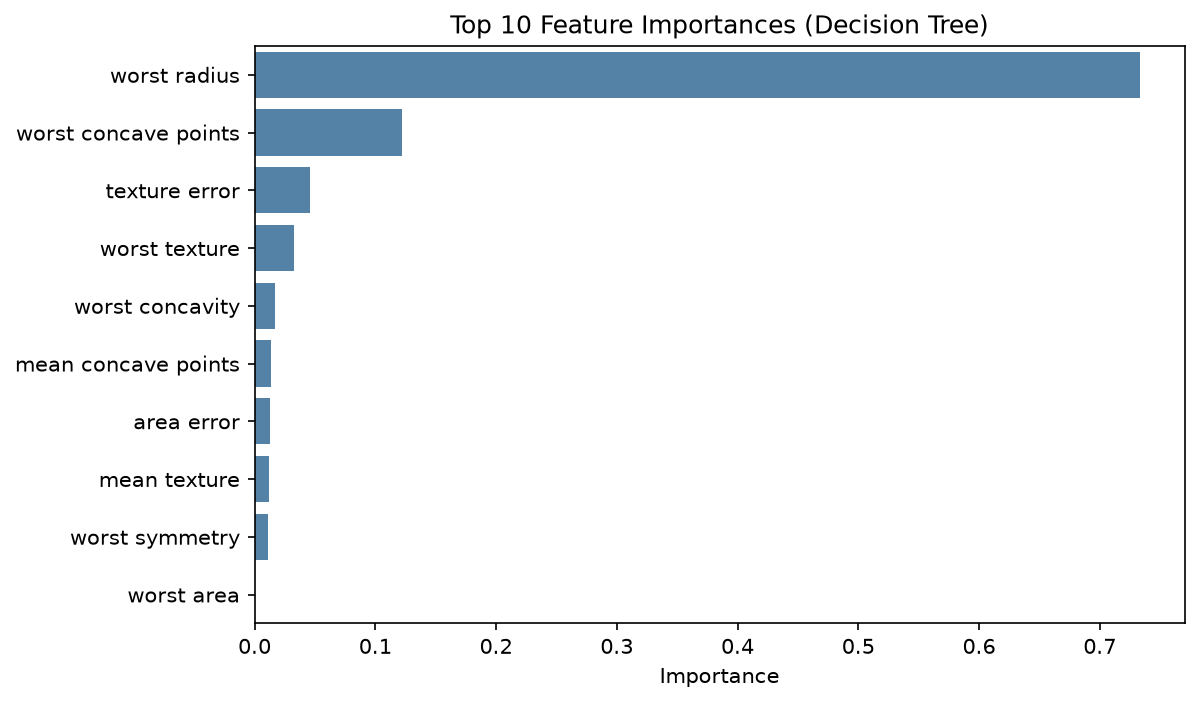 Top 10 Feature Importances (Decision Tree)
worst radius
worst concave points
texture error
worst texture
worst concavity
mean concave points
area error
mean texture
worst symmetry
worst area
0.0 0.1 0.2 0.3 0.4 0.5 0.6 0.7
Importance